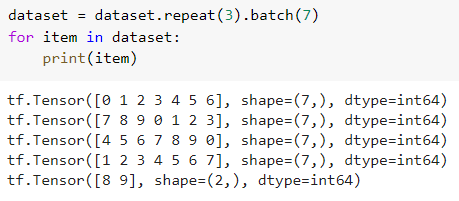 dataset = dataset.repeat(3).batch(7)
for item in dataset:
    print(item)
tf.Tensor([0 1 2 3 4 5 6], shape=(7,), dtype=int64)
tf.Tensor([7 8 9 0 1 2 3], shape=(7,), dtype=int64)
tf.Tensor([4 5 6 7 8 9 0], shape=(7,), dtype=int64)
tf.Tensor([1 2 3 4 5 6 7], shape=(7,), dtype=int64)
tf.Tensor([8 9], shape=(2,), dtype=int64)